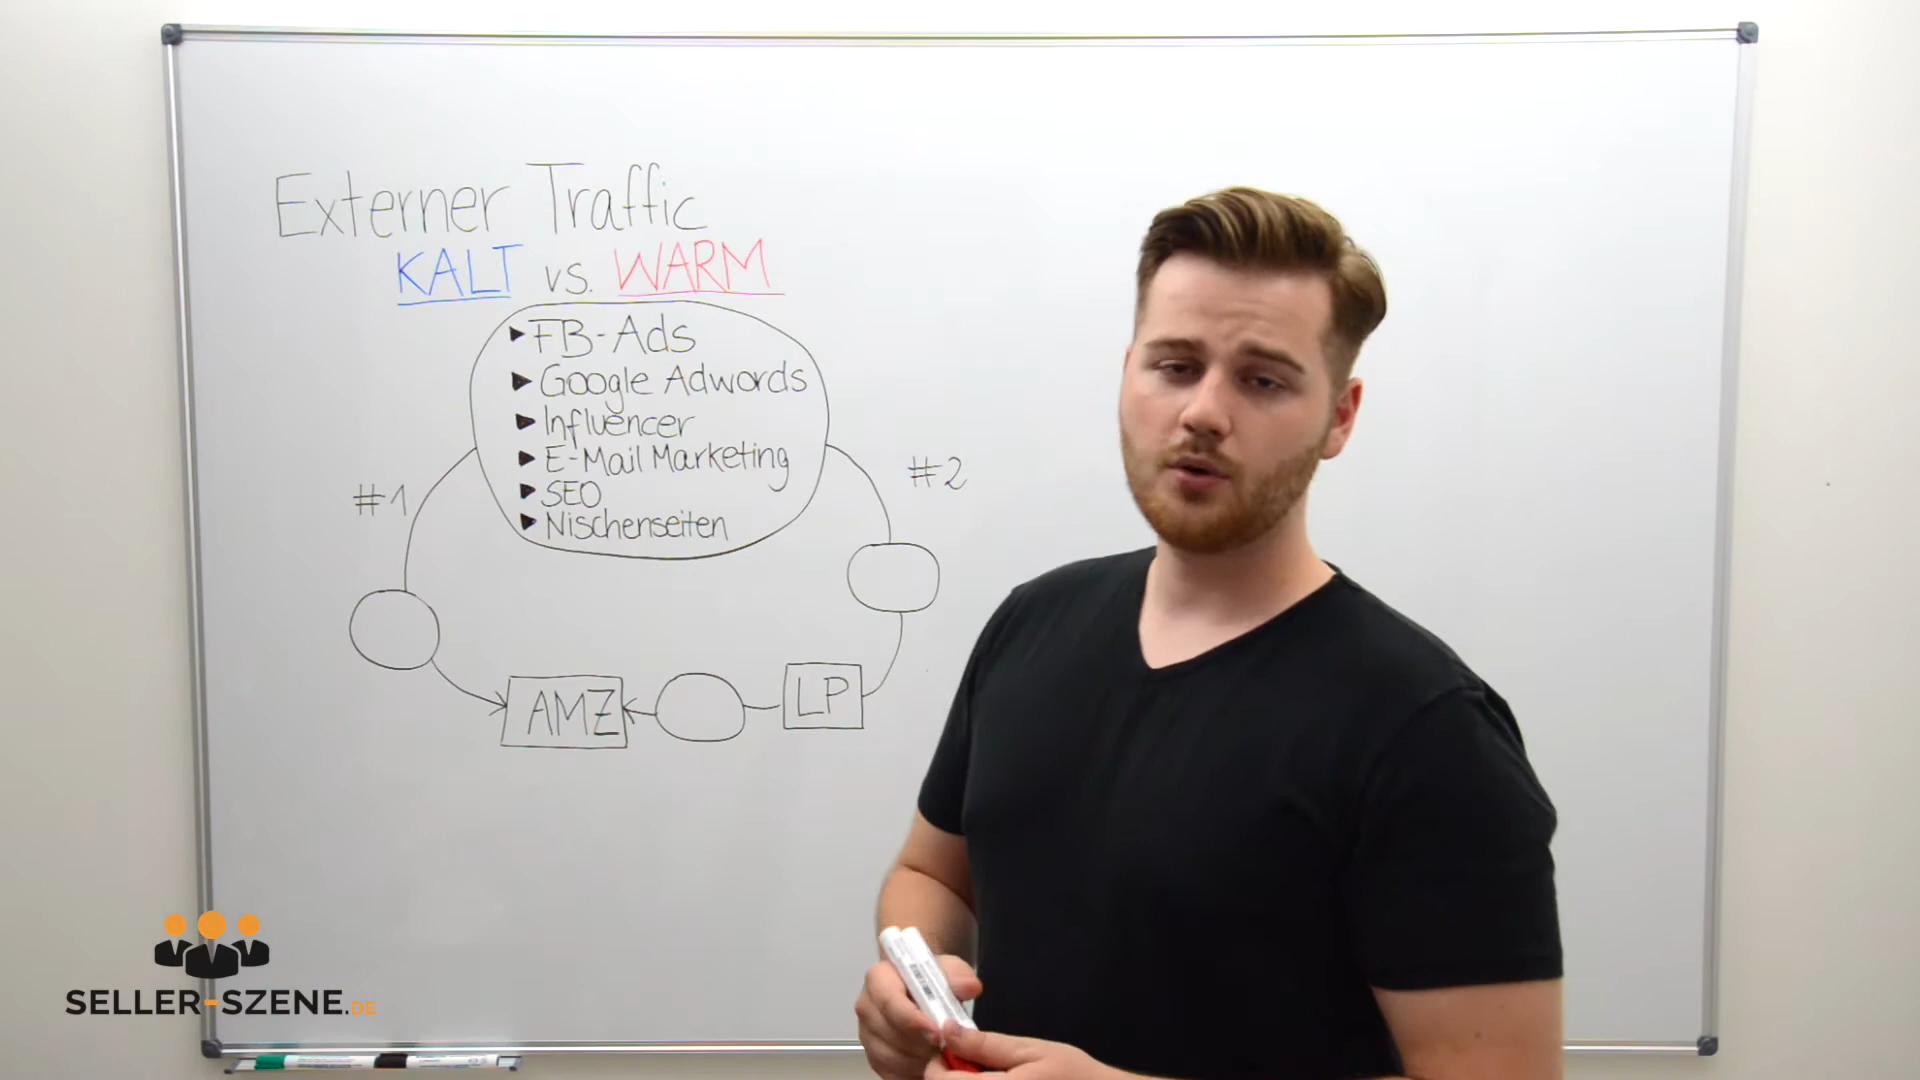 Externer Traffic
KALT vs. WARM
FB-Ads
Google Adwords
Influencer
E-Mail Marketing
SEO
Nischenseiten
#1
#2
AMZ
LP
SELLER-SZENE.DE